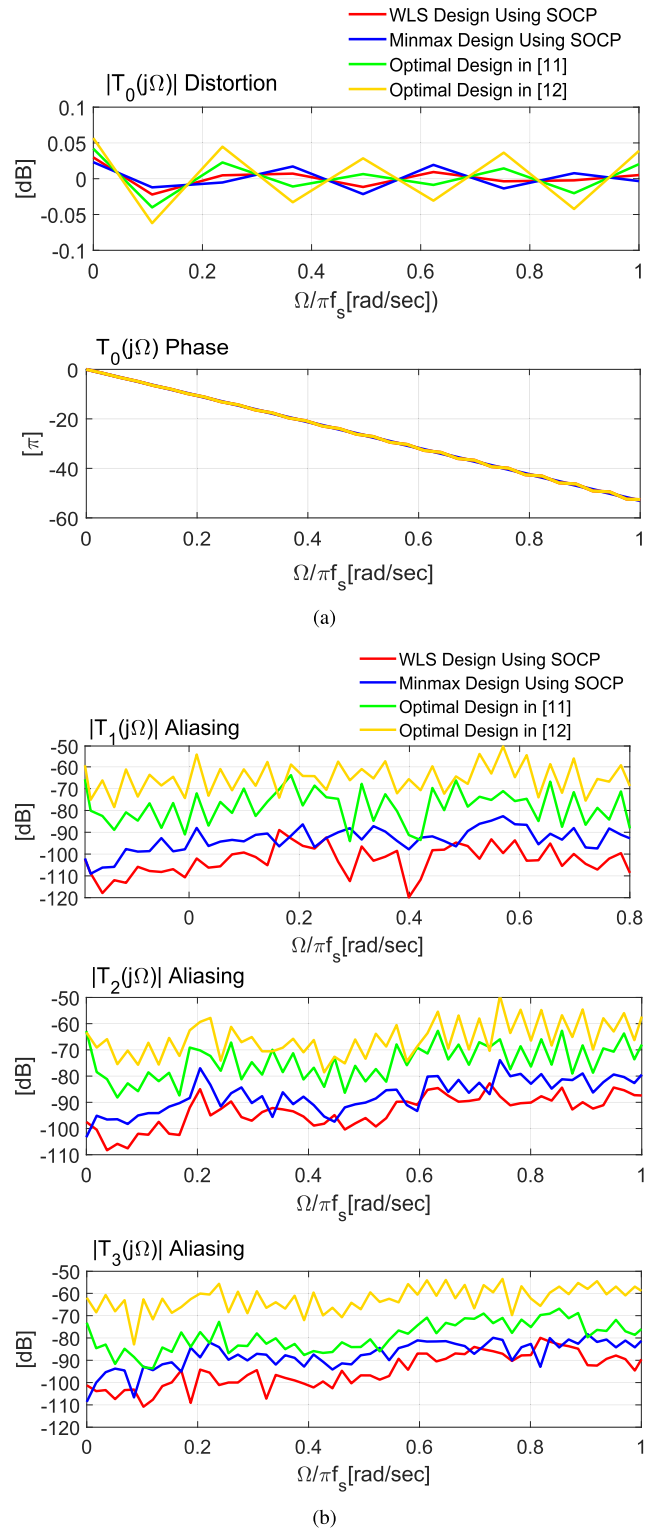 WLS Design Using SOCP
Minmax Design Using SOCP
Optimal Design in [11]
Optimal Design in [12]
|T0(jΩ)| Distortion
0.1
0.05
0
-0.05
-0.1
[dB]
0 0.2 0.4 0.6 0.8 1
Ω/πfs[rad/sec])
T0(jΩ) Phase
0
-20
-40
-60
[π]
0 0.2 0.4 0.6 0.8 1
Ω/πfs[rad/sec]
(a)
WLS Design Using SOCP
Minmax Design Using SOCP
Optimal Design in [11]
Optimal Design in [12]
|T1(jΩ)| Aliasing
-50
-60
-70
-80
-90
-100
-110
-120
[dB]
0 0.2 0.4 0.6 0.8
Ω/πfs[rad/sec]
|T2(jΩ)| Aliasing
-50
-60
-70
-80
-90
-100
-110
[dB]
0 0.2 0.4 0.6 0.8 1
Ω/πfs[rad/sec]
|T3(jΩ)| Aliasing
-50
-60
-70
-80
-90
-100
-110
-120
[dB]
0 0.2 0.4 0.6 0.8 1
Ω/πfs[rad/sec]
(b)